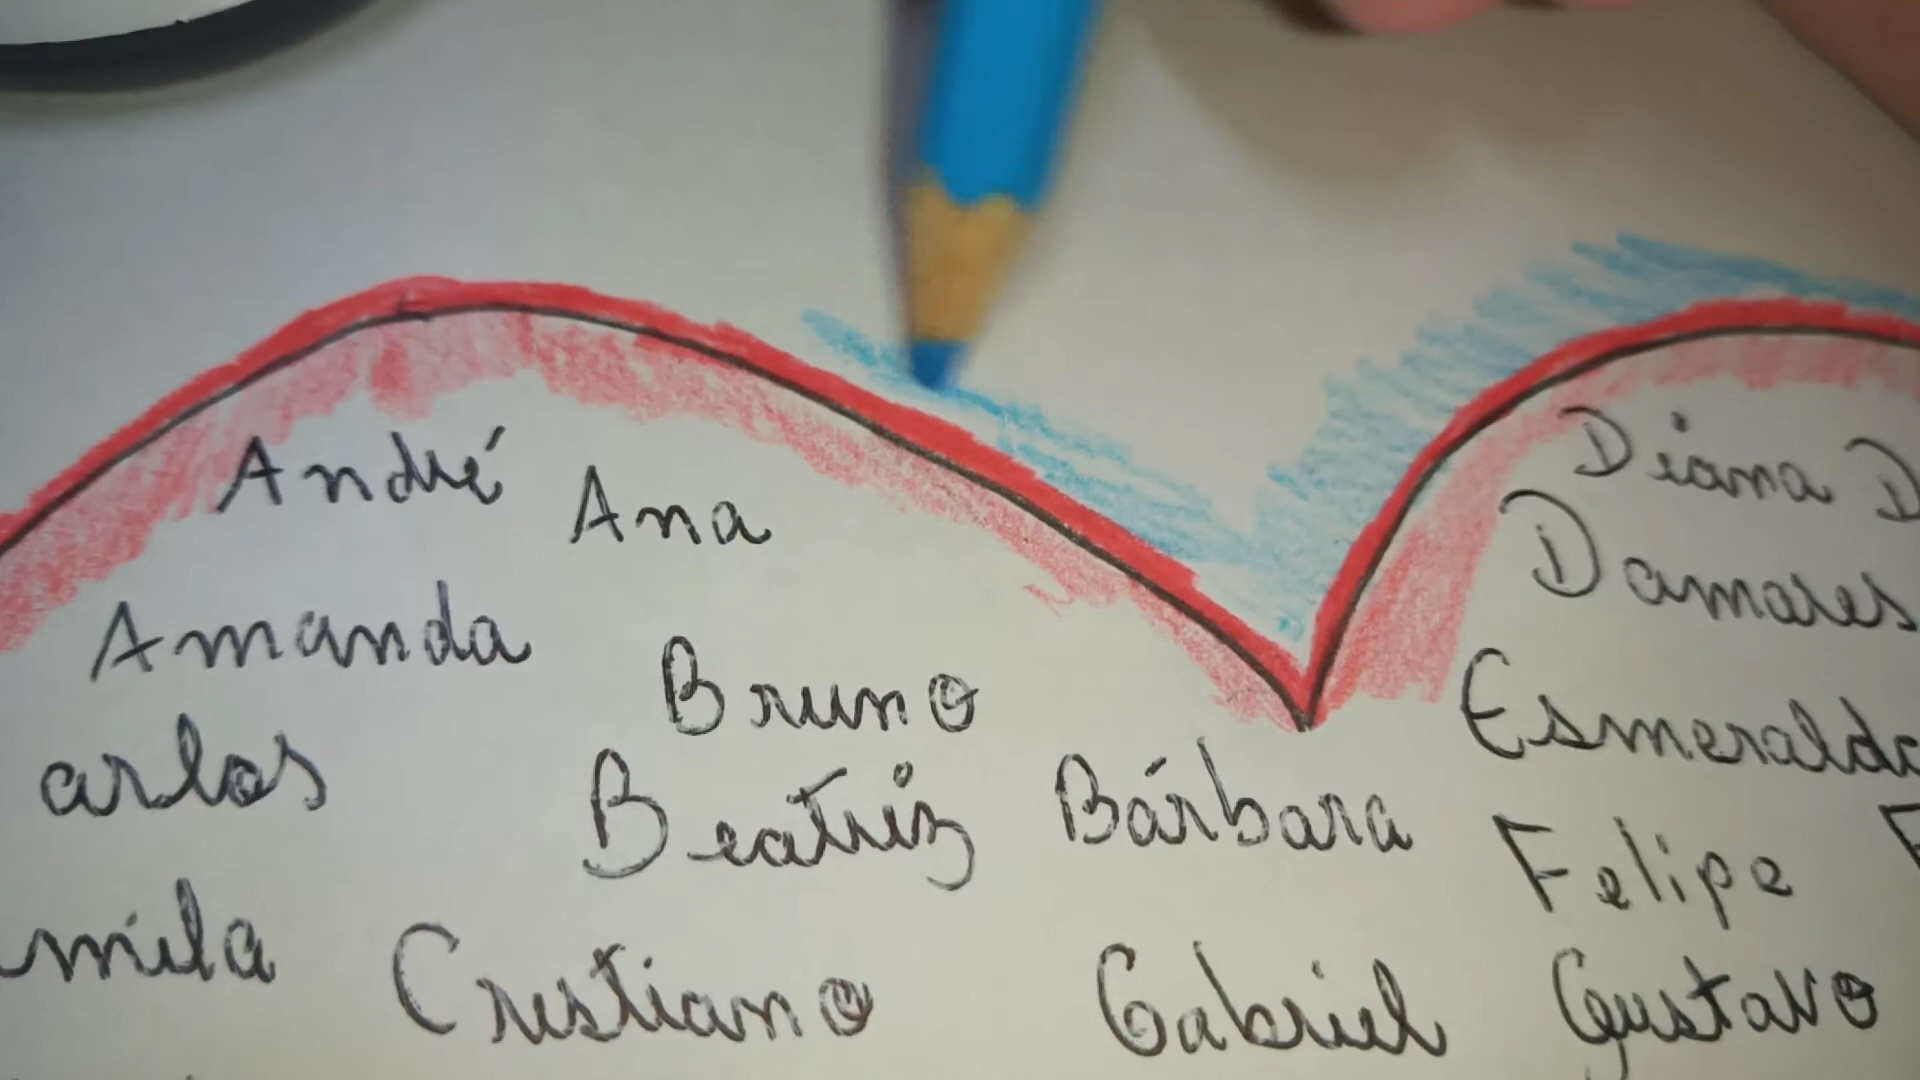 André Ana Diana D
Amanda Damares
Bruno Esmeralda
arlos Beatriz Bárbara Felipe F
mila Cristiano Gabriel Gustavo